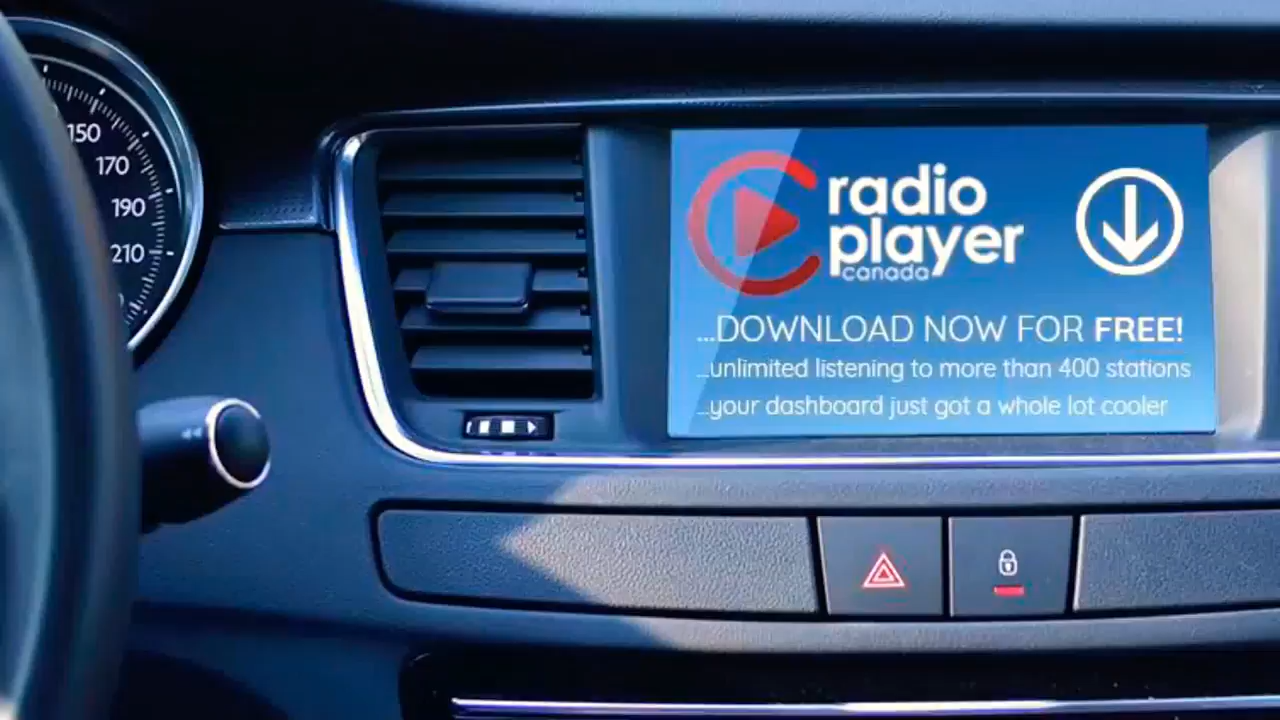 150
170
190
210
radio
player
canada
...DOWNLOAD NOW FOR FREE!
...unlimited listening to more than 400 stations
...your dashboard just got a whole lot cooler